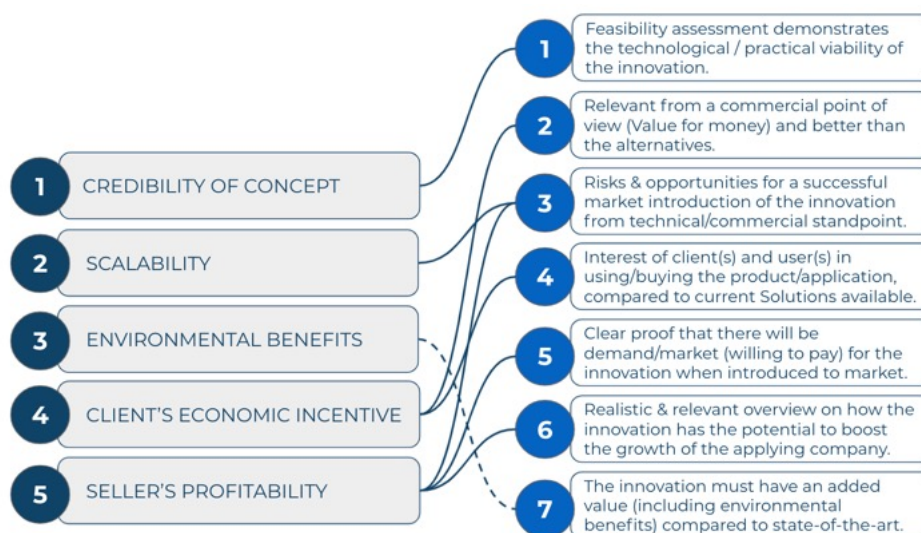 1
CREDIBILITY OF CONCEPT
2
SCALABILITY
3
ENVIRONMENTAL BENEFITS
4
CLIENT'S ECONOMIC INCENTIVE
5
SELLER'S PROFITABILITY
1
Feasibility assessment demonstrates
the technological / practical viability of
the innovation.
2
Relevant from a commercial point of
view (Value for money) and better than
the alternatives.
3
Risks & opportunities for a successful
market introduction of the innovation
from technical/commercial standpoint.
4
Interest of client(s) and user(s) in
using/buying the product/application,
compared to current Solutions available.
5
Clear proof that there will be
demand/market (willing to pay) for the
innovation when introduced to market.
6
Realistic & relevant overview on how the
innovation has the potential to boost
the growth of the applying company.
7
The innovation must have an added
value (including environmental
benefits) compared to state-of-the-art.